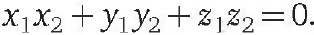 x₁x₂ + y₁y₂ + z₁z₂ = 0.